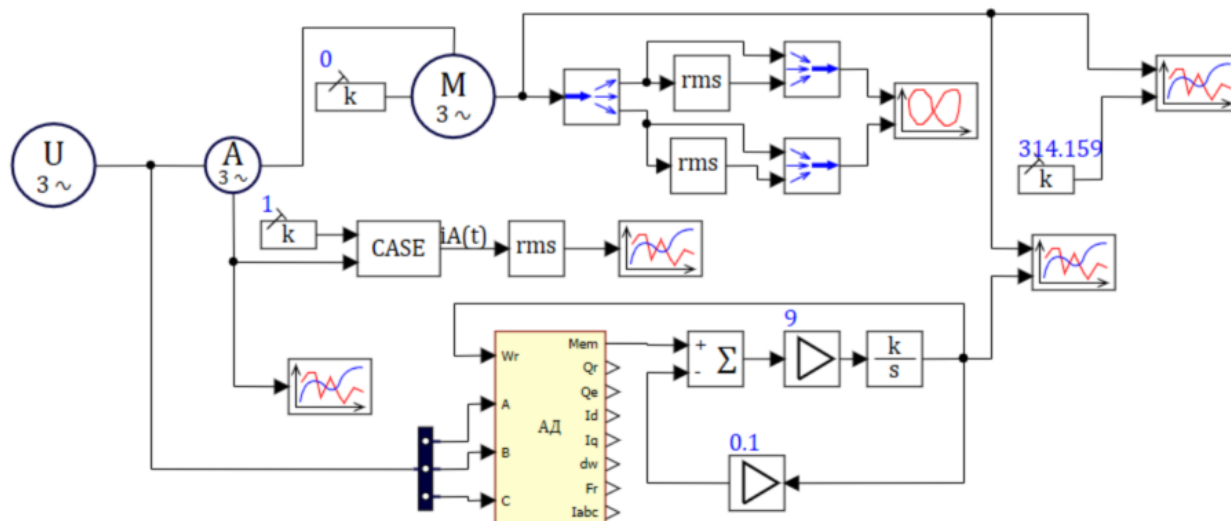 0
k
M
3 ~
rms
rms
U
3 ~
A
3 ~
314.159
k
1
k
CASE
iA(t)
rms
Wr
A
B
C
АД
Mem
Qr
Qe
Id
Iq
dw
Fr
Iabc
+
-
Σ
9
k
s
0.1